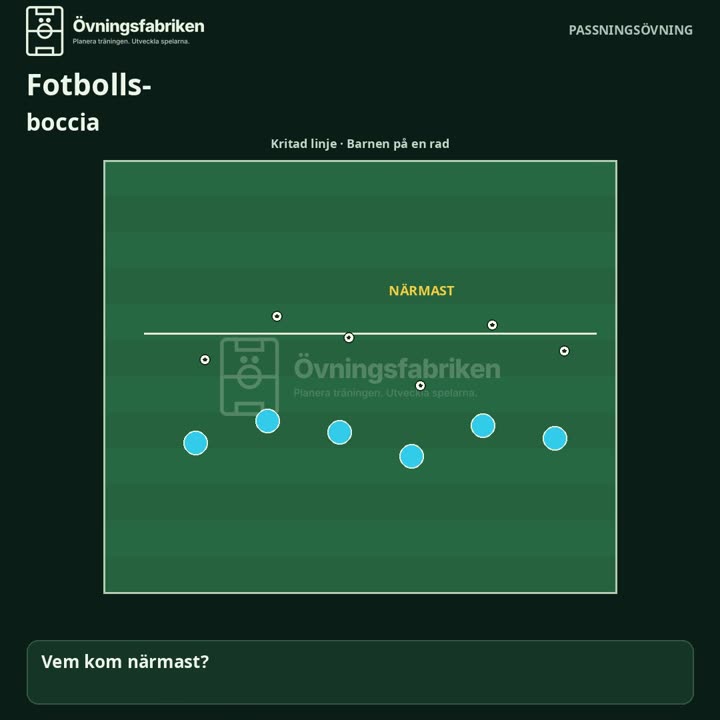 Övningsfabriken
Planera träningen. Utveckla spelarna.
PASSNINGSÖVNING
Fotbolls-
boccia
Kritad linje · Barnen på en rad
NÄRMAST
Övningsfabriken
Planera träningen. Utveckla spelarna.
Vem kom närmast?